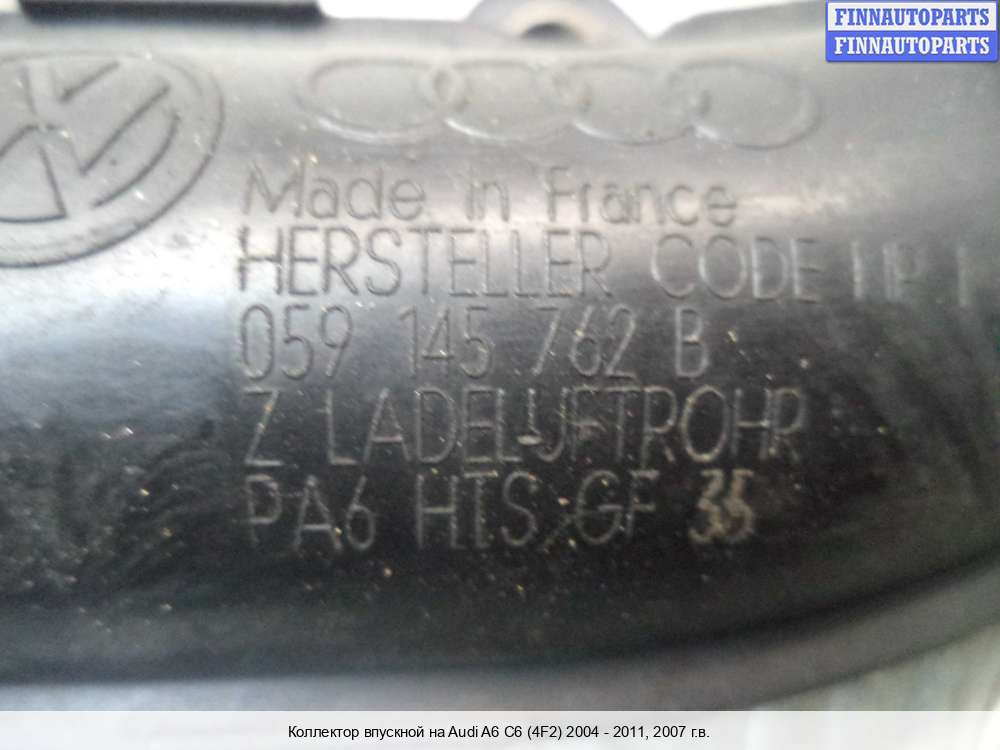 FINNAUTOPARTS
FINNAUTOPARTS
Made in France
HERSTELLER CODE
059 145 762 B
Z LADELUFTROHR
PA6 HTS GF 35
Коллектор впускной на Audi A6 C6 (4F2) 2004 - 2011, 2007 г.в.